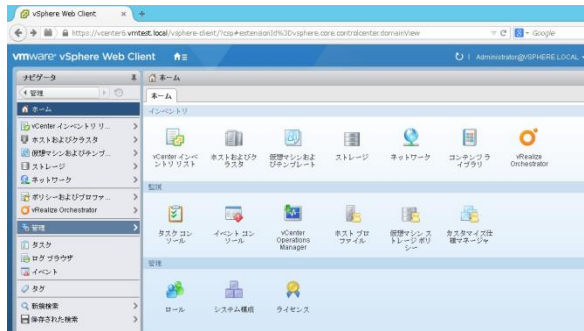 vSphere Web Client
https://vcenter6.vmtest.local/vsphere-client/?csp#extensionId%3Dvsphere.core.controlcenter.domainView
Google
vmware® vSphere Web Client
Administrator@VSPHERE.LOCAL
ナビゲータ
管理
ホーム
vCenter インベントリ リ...
ホストおよびクラスタ
仮想マシンおよびテンプ...
ストレージ
ネットワーク
ポリシーおよびプロファ...
vRealize Orchestrator
管理
タスク
ログ ブラウザ
イベント
タグ
新規検索
保存された検索
ホーム
ホーム
インベントリ
vCenter インベ
ントリ リスト
ホストおよびク
ラスタ
仮想マシンおよ
びテンプレート
ストレージ
ネットワーク
コンテンツ ラ
イブラリ
vRealize
Orchestrator
監視
タスク コン
ソール
イベント コン
ソール
vCenter
Operations
Manager
ホスト プロ
ファイル
仮想マシン ス
トレージ ポリ
シー
カスタマイズ仕
様マネージャ
管理
ロール
システム構成
ライセンス